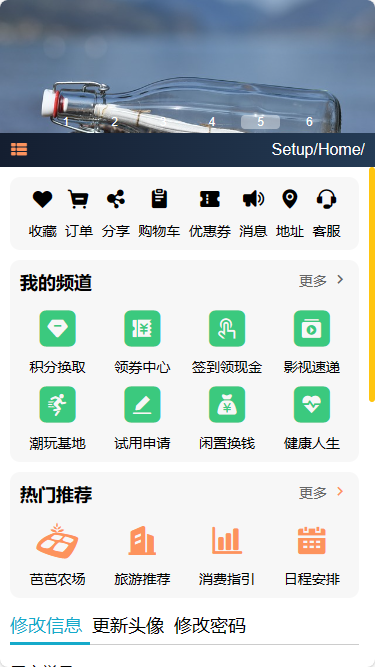 1 2 3 4 5 6
Setup/Home/
收藏 订单 分享 购物车 优惠券 消息 地址 客服
我的频道 更多
积分换取 领券中心 签到领现金 影视速递
潮玩基地 试用申请 闲置换钱 健康人生
热门推荐 更多
芭芭农场 旅游推荐 消费指引 日程安排
修改信息 更新头像 修改密码